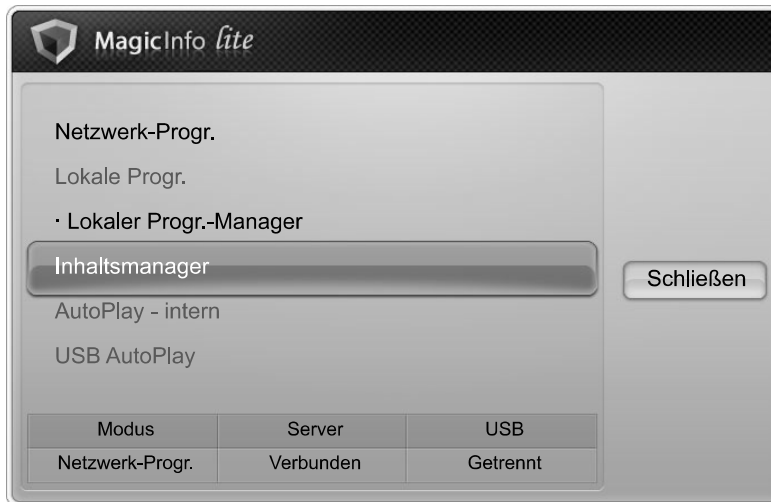 MagicInfo lite
Netzwerk-Progr.
Lokale Progr.
· Lokaler Progr.-Manager
Inhaltsmanager
AutoPlay - intern
USB AutoPlay
Schließen
Modus Server USB
Netzwerk-Progr. Verbunden Getrennt